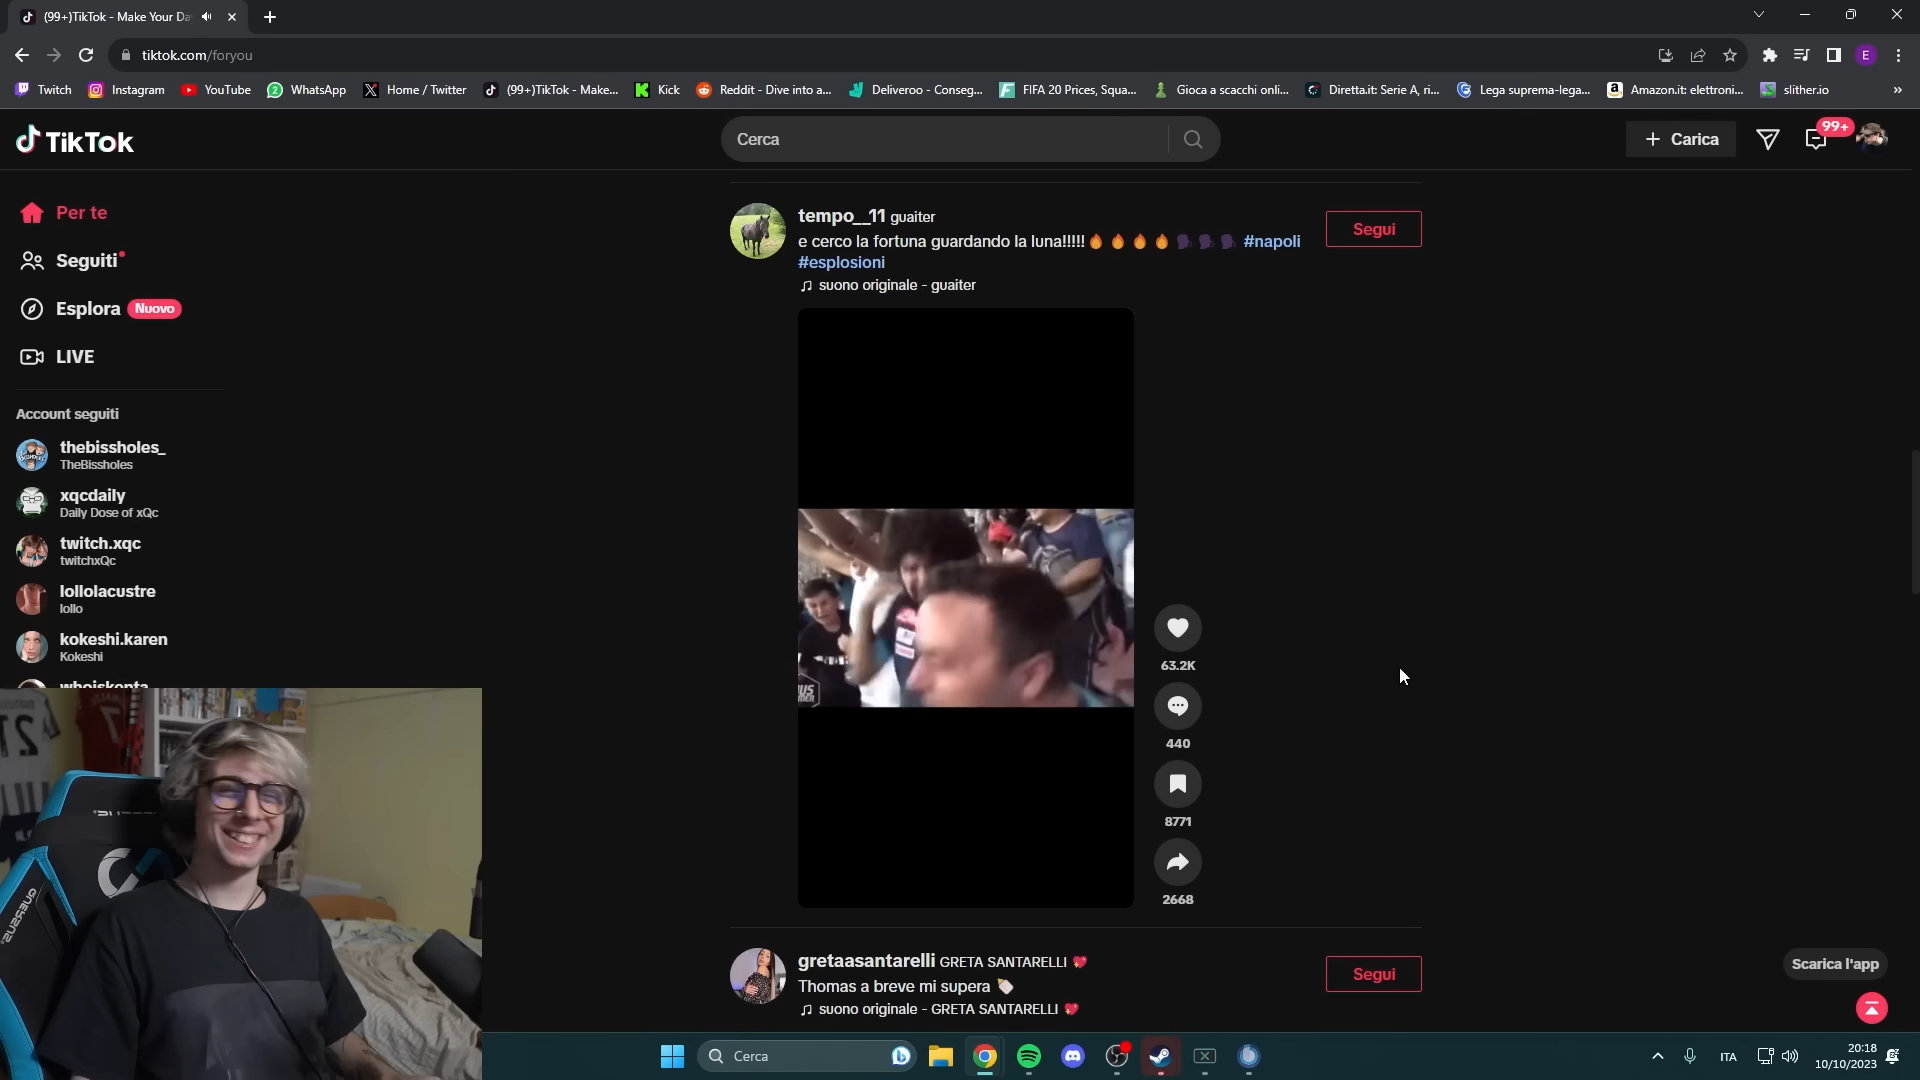 (99+)TikTok - Make Your Da
tiktok.com/foryou
E
Twitch
Instagram
YouTube
WhatsApp
Home / Twitter
(99+)TikTok - Make...
Kick
Reddit - Dive into a...
Deliveroo - Conseg...
FIFA 20 Prices, Squa...
Gioca a scacchi onli...
Diretta.it: Serie A, ri...
Lega suprema-lega...
Amazon.it: elettroni...
slither.io
»
TikTok
Cerca
+ Carica
99+
Per te
Seguiti
Esplora Nuovo
LIVE
Account seguiti
thebissholes_
TheBissholes
xqcdaily
Daily Dose of xQc
twitch.xqc
twitchxQc
lollolacustre
lollo
kokeshi.karen
Kokeshi
tempo__11 guaiter
e cerco la fortuna guardando la luna!!!!!🔥🔥🔥🔥🗣🗣🗣 #napoli
#esplosioni
♫ suono originale - guaiter
Segui
63.2K
440
8771
2668
gretaasantarelli GRETA SANTARELLI 💖
Thomas a breve mi supera 🍼
♫ suono originale - GRETA SANTARELLI 💖
Segui
Scarica l'app
21
QUERSUS
Cerca
ITA
20:18
10/10/2023